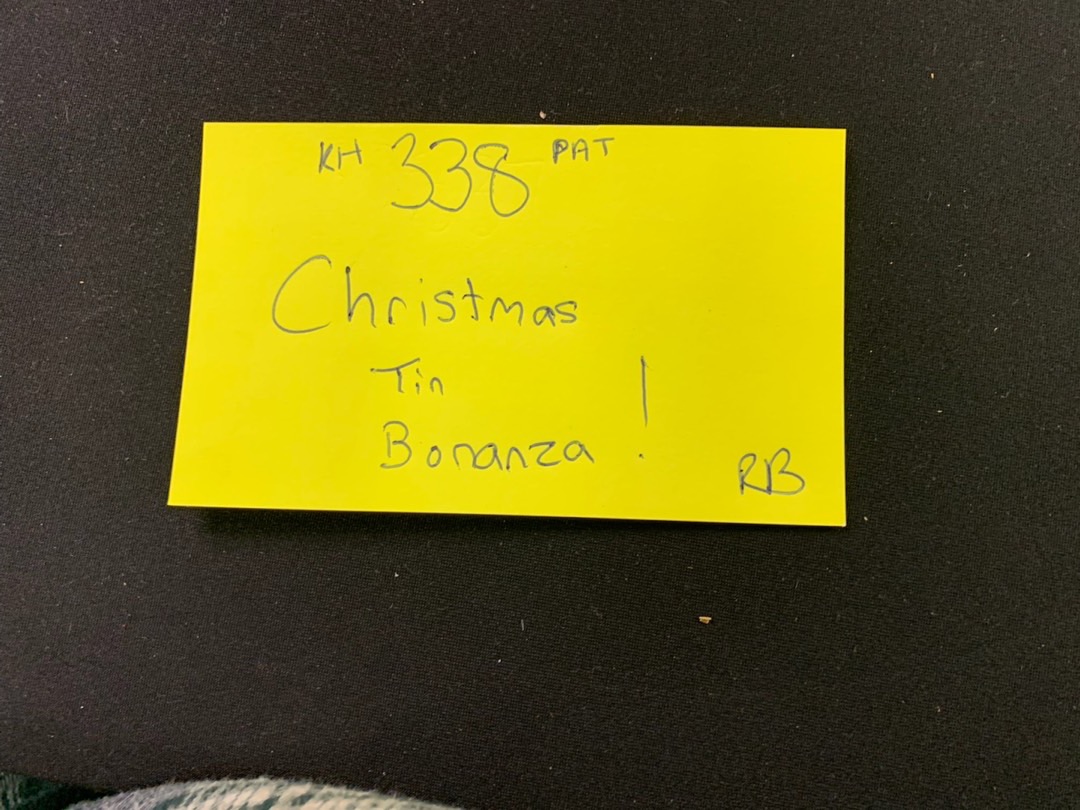 KH 338 PAT
Christmas
Tin
Bonanza !
RB